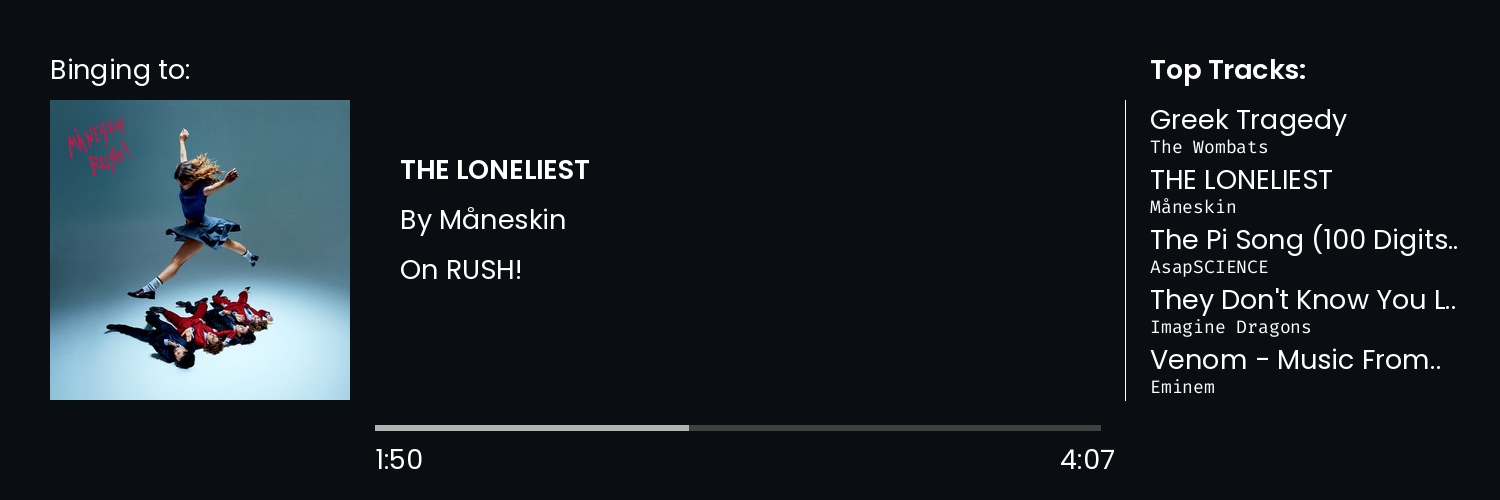 Binging to:
MÅNESKIN
RUSH!
THE LONELIEST
By Måneskin
On RUSH!
1:50
4:07
Top Tracks:
Greek Tragedy
The Wombats
THE LONELIEST
Måneskin
The Pi Song (100 Digits..
AsapSCIENCE
They Don't Know You L..
Imagine Dragons
Venom - Music From..
Eminem